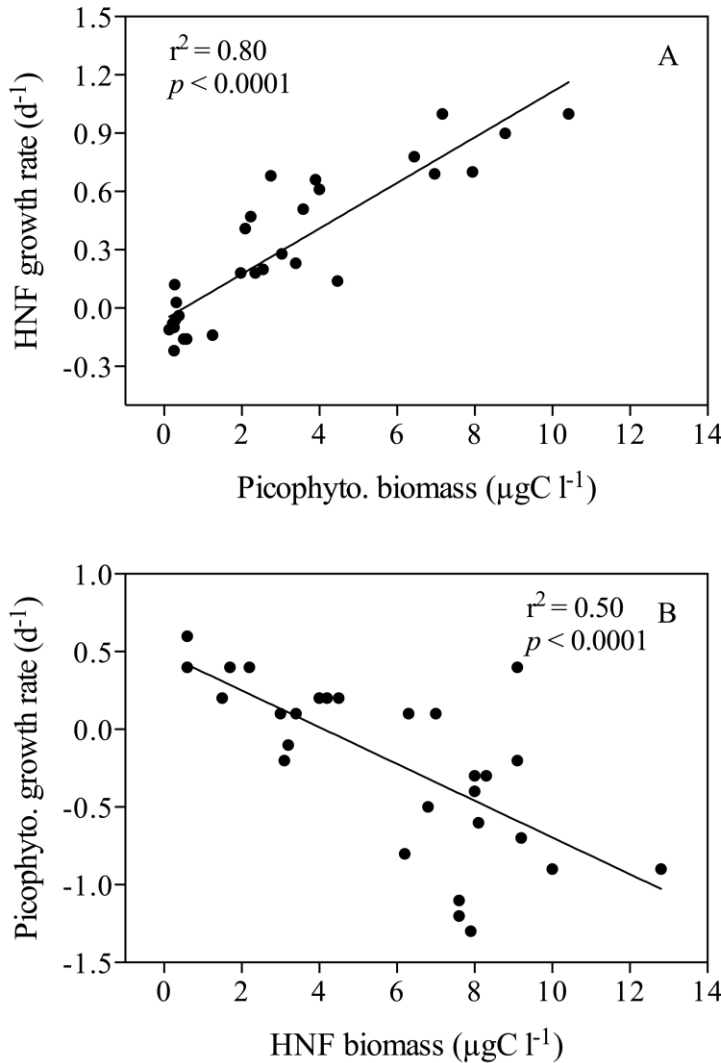 1.5
1.2
0.9
0.6
0.3
0.0
-0.3
HNF growth rate (d⁻¹)
r² = 0.80
p < 0.0001
A
0 2 4 6 8 10 12 14
Picophyto. biomass (µgC l⁻¹)
1.0
0.5
0.0
-0.5
-1.0
-1.5
Picophyto. growth rate (d⁻¹)
r² = 0.50
p < 0.0001
B
0 2 4 6 8 10 12 14
HNF biomass (µgC l⁻¹)